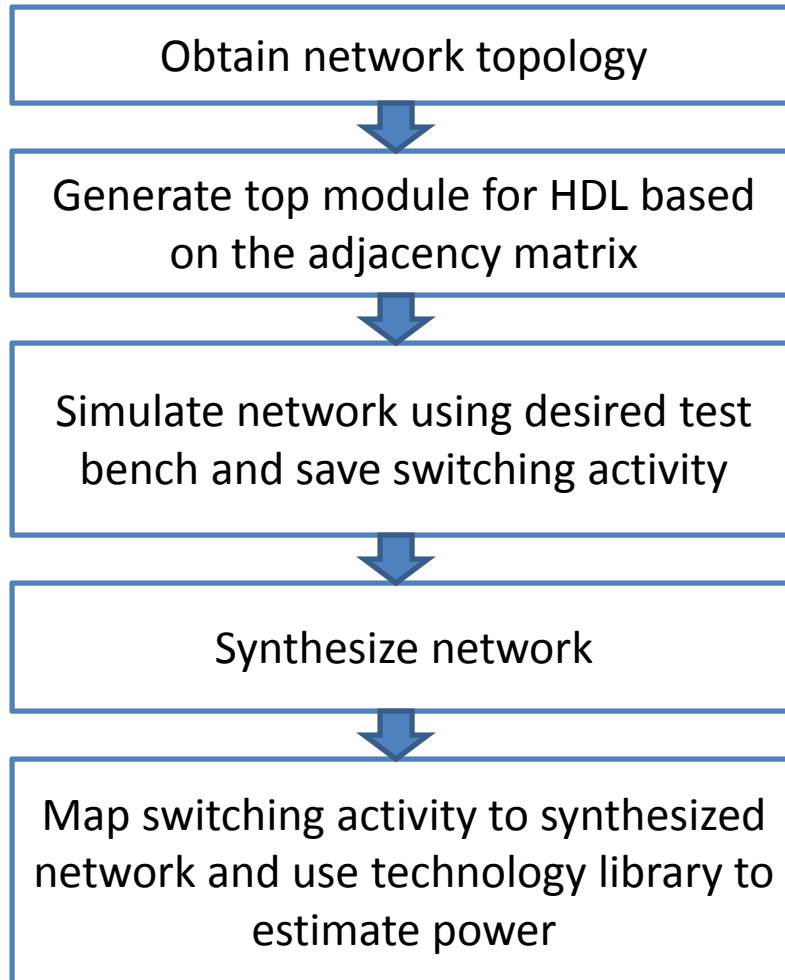 Obtain network topology
Generate top module for HDL based
on the adjacency matrix
Simulate network using desired test
bench and save switching activity
Synthesize network
Map switching activity to synthesized
network and use technology library to
estimate power